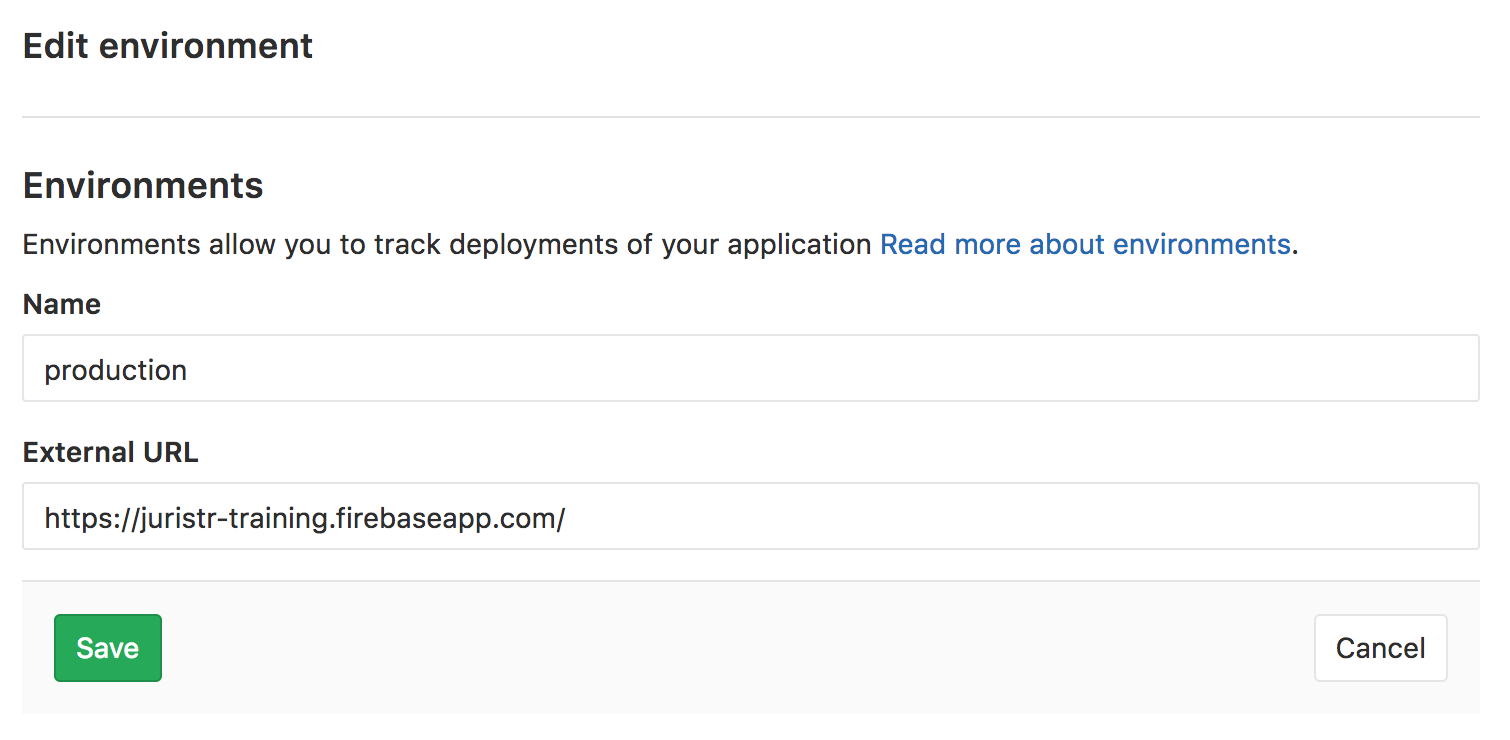 Edit environment
Environments
Environments allow you to track deployments of your application Read more about environments.
Name
production
External URL
https://juristr-training.firebaseapp.com/
Save
Cancel